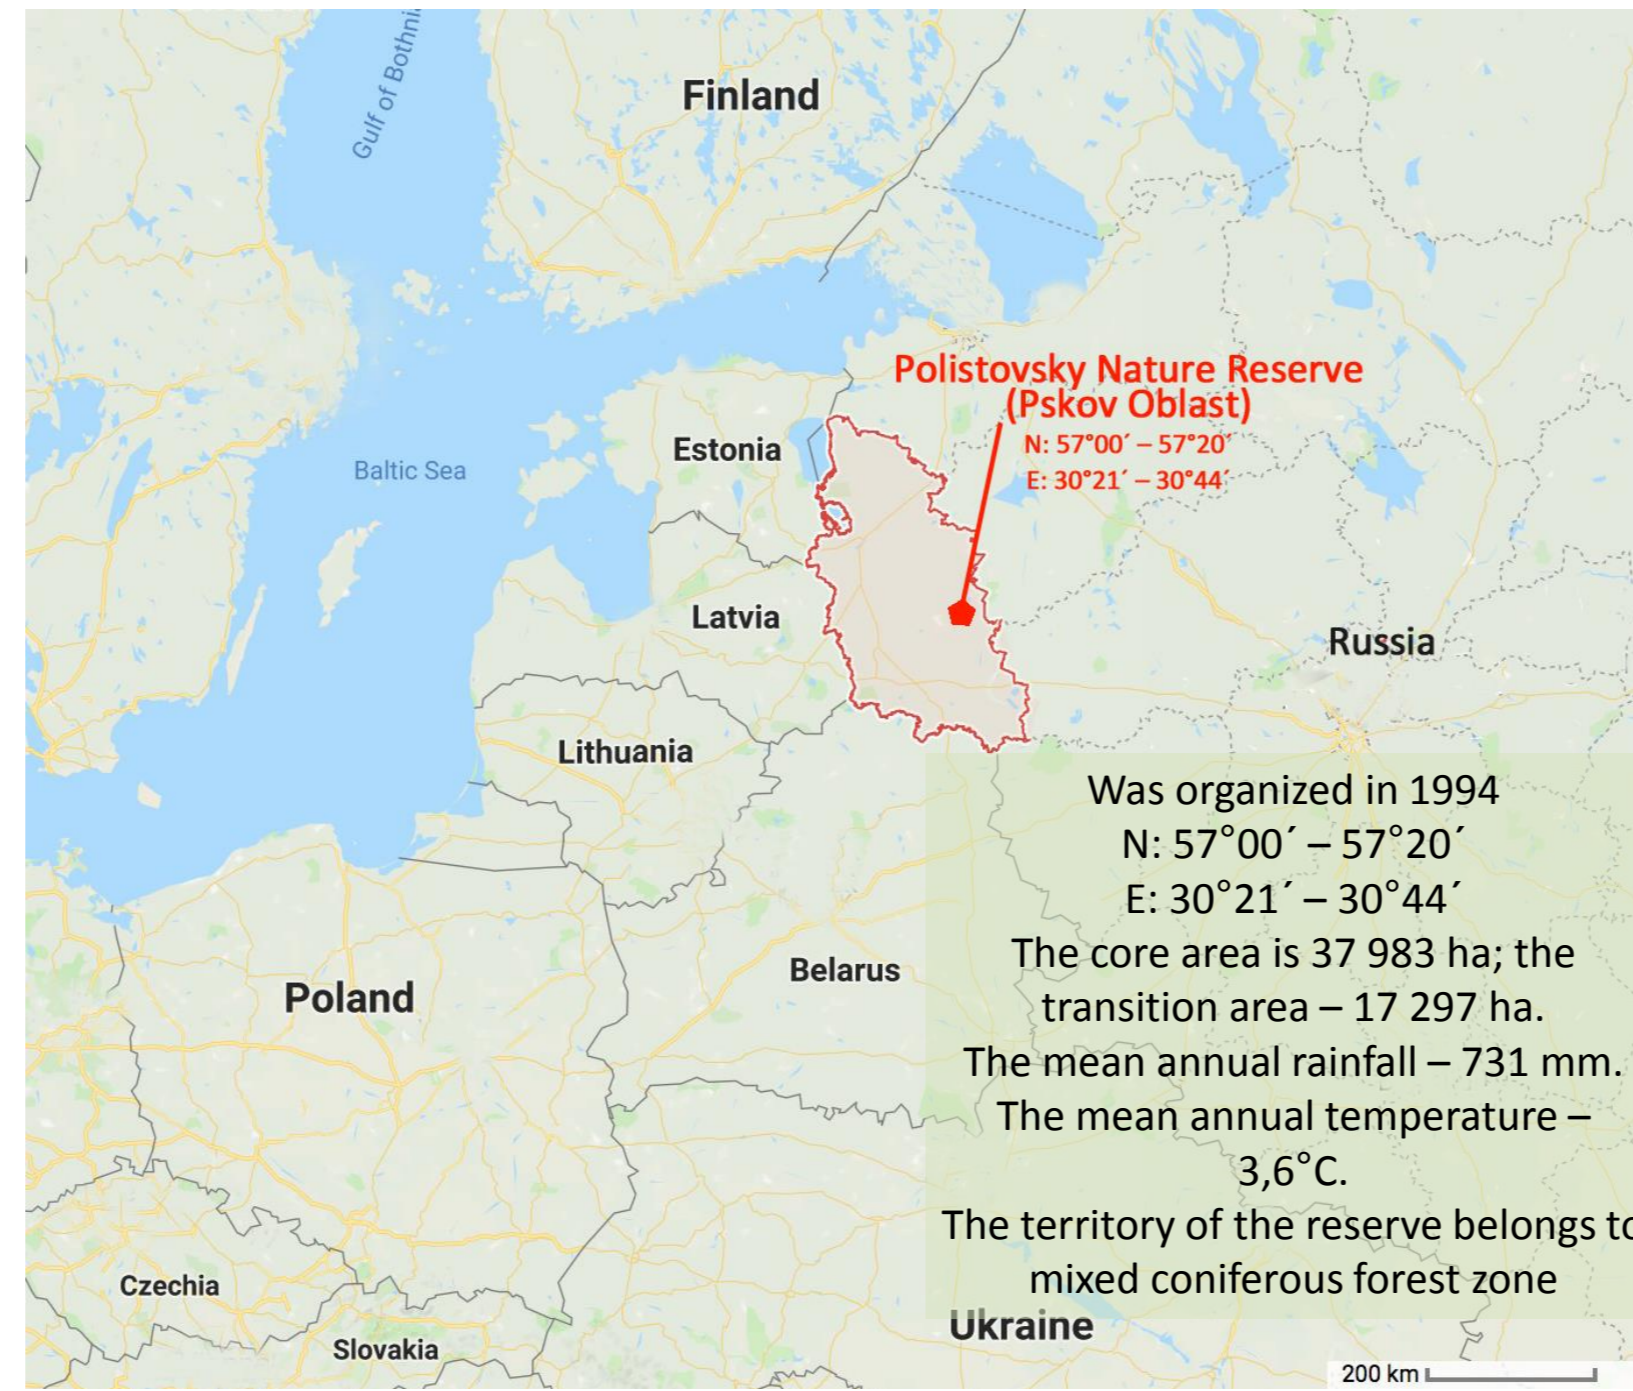 Gulf of Bothni
Finland
Polistovsky Nature Reserve
(Pskov Oblast)
N: 57°00´ – 57°20´
E: 30°21´ – 30°44´
Estonia
Baltic Sea
Latvia
Russia
Lithuania
Was organized in 1994
N: 57°00´ – 57°20´
E: 30°21´ – 30°44´
The core area is 37 983 ha; the
transition area – 17 297 ha.
The mean annual rainfall – 731 mm.
The mean annual temperature –
3,6°C.
The territory of the reserve belongs to
mixed coniferous forest zone
Belarus
Poland
Czechia
Ukraine
Slovakia
200 km